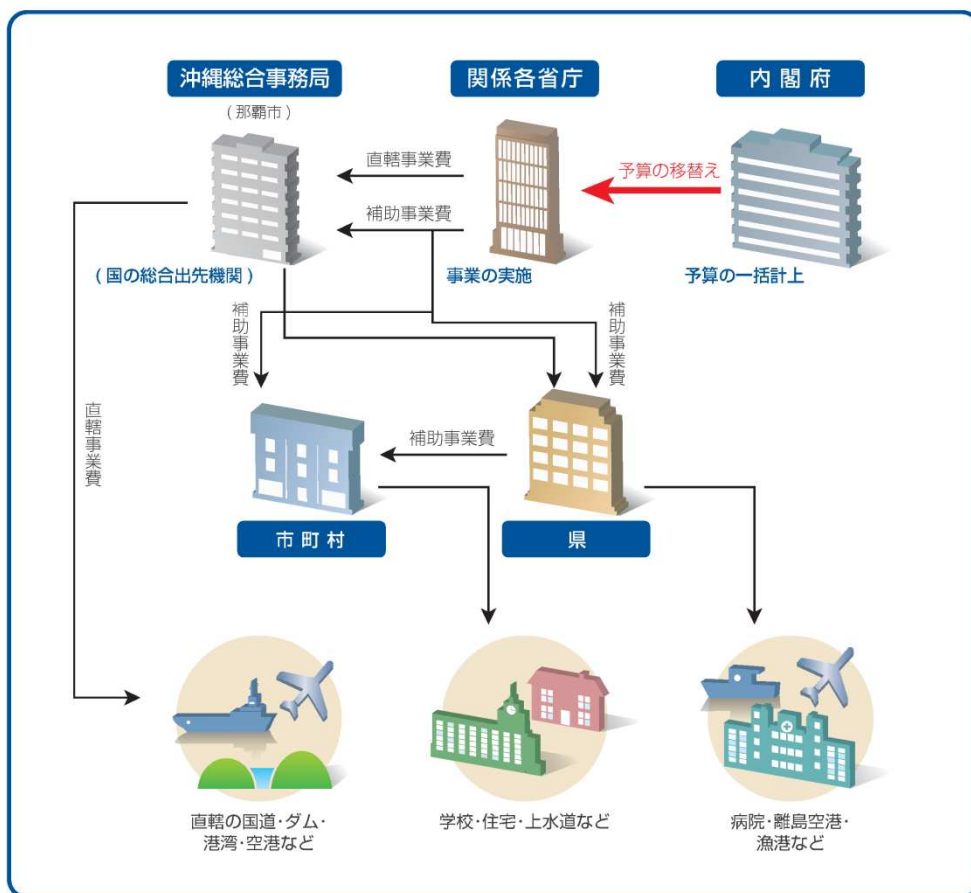 沖縄総合事務局
関係各省庁
内閣府
(那覇市)
直轄事業費
予算の移替え
補助事業費
(国の総合出先機関)
事業の実施
予算の一括計上
補助事業費
補助事業費
直轄事業費
補助事業費
市町村
県
直轄の国道・ダム・
港湾・空港など
学校・住宅・上水道など
病院・離島空港・
漁港など